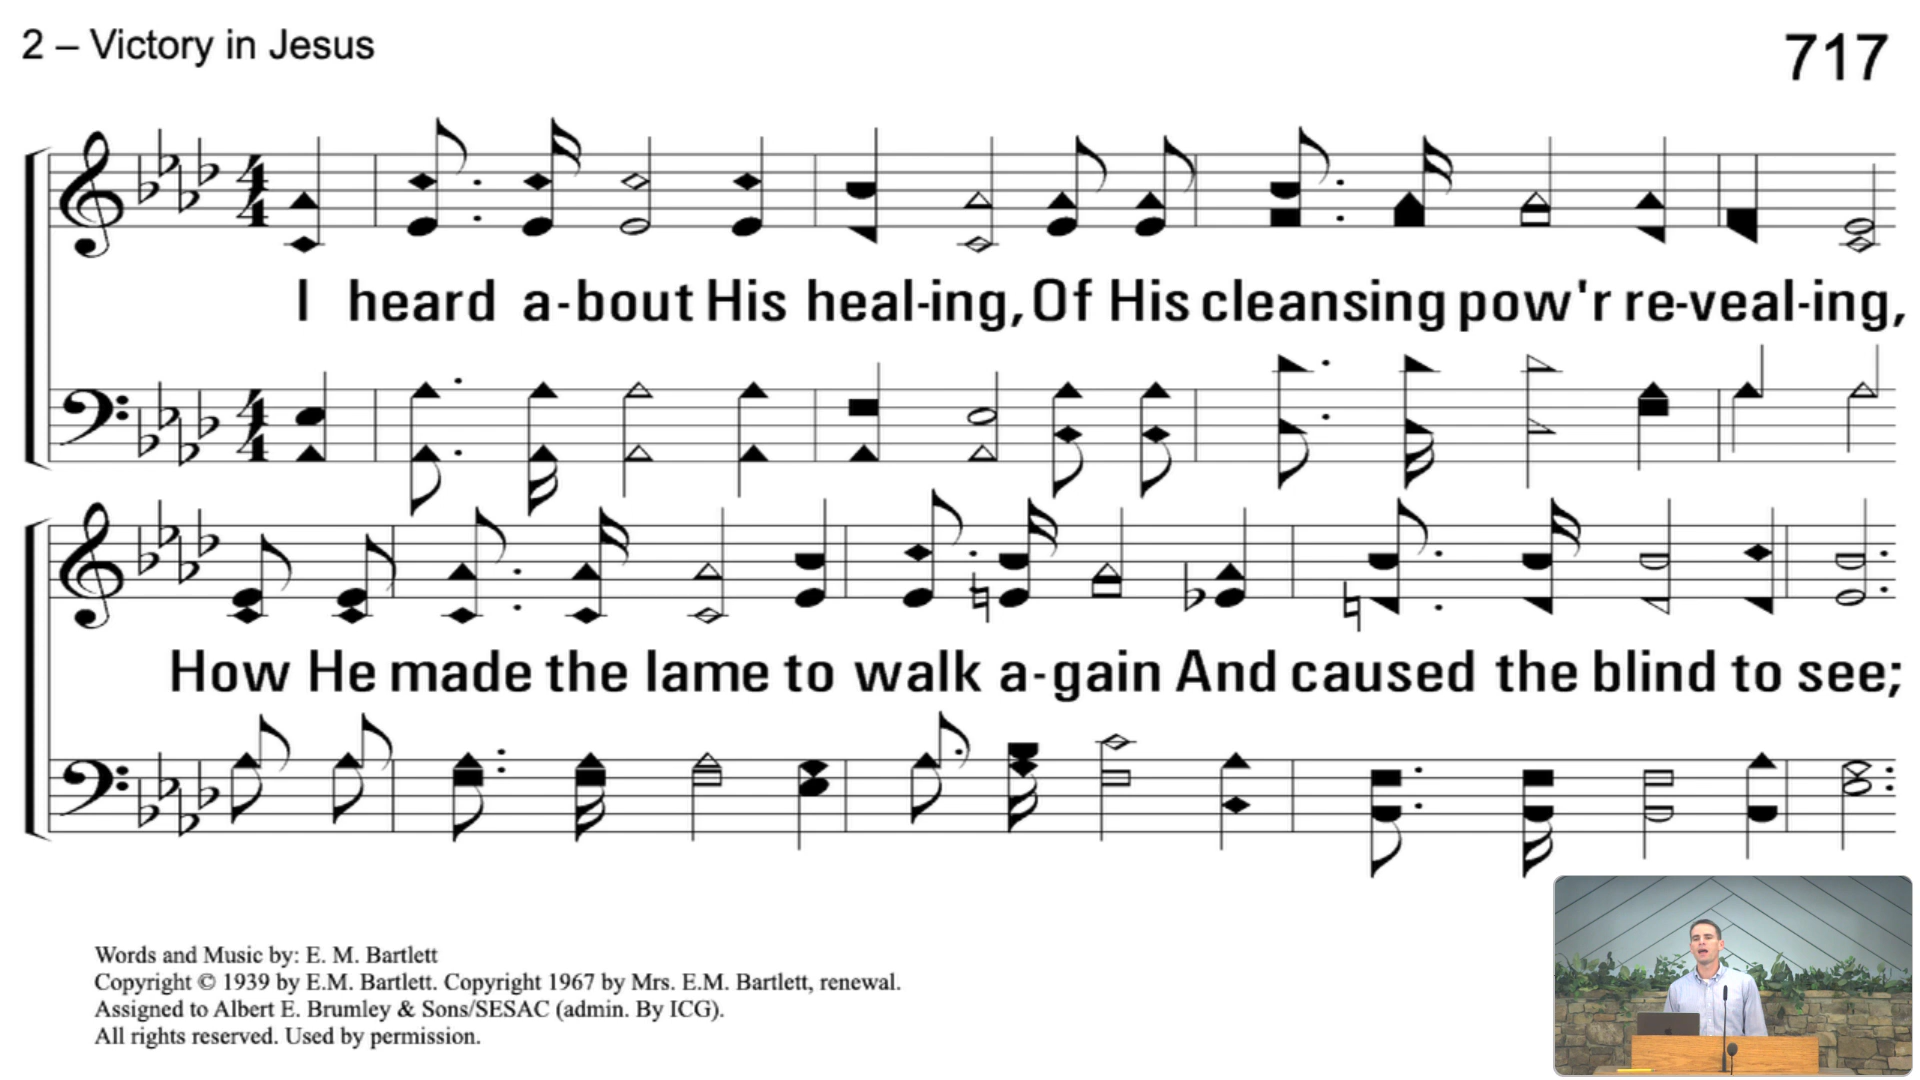 2 – Victory in Jesus
717
I heard a-bout His heal-ing, Of His cleansing pow'r re-veal-ing,
How He made the lame to walk a-gain And caused the blind to see;
Words and Music by: E. M. Bartlett
Copyright © 1939 by E.M. Bartlett. Copyright 1967 by Mrs. E.M. Bartlett, renewal.
Assigned to Albert E. Brumley & Sons/SESAC (admin. By ICG).
All rights reserved. Used by permission.